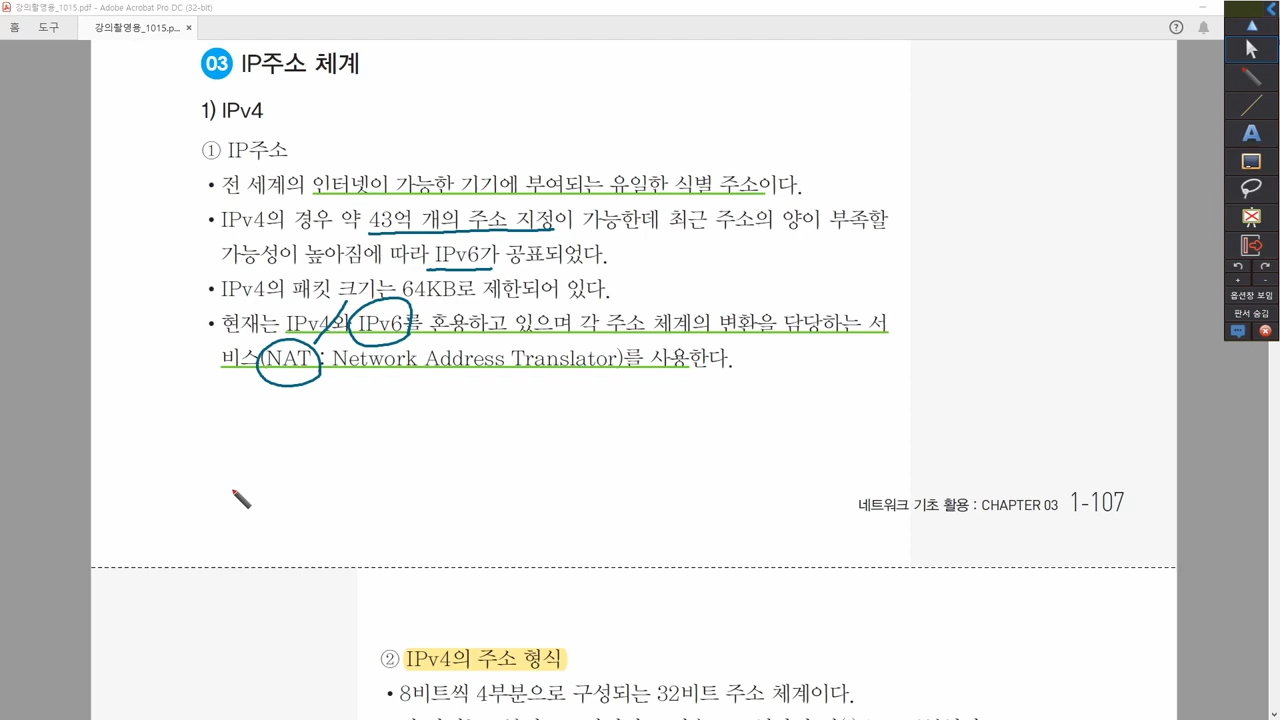 강의촬영용_1015.pdf - Adobe Acrobat Pro DC (32-bit)
홈 도구 강의촬영용_1015.p... ×
03 IP주소 체계
1) IPv4
① IP주소
• 전 세계의 인터넷이 가능한 기기에 부여되는 유일한 식별 주소이다.
• IPv4의 경우 약 43억 개의 주소 지정이 가능한데 최근 주소의 양이 부족할
가능성이 높아짐에 따라 IPv6가 공표되었다.
• IPv4의 패킷 크기는 64KB로 제한되어 있다.
• 현재는 IPv4와 IPv6를 혼용하고 있으며 각 주소 체계의 변환을 담당하는 서
비스(NAT : Network Address Translator)를 사용한다.
네트워크 기초 활용 : CHAPTER 03 1-107
② IPv4의 주소 형식
• 8비트씩 4부분으로 구성되는 32비트 주소 체계이다.
A
옵션장 보임
판서 숨김